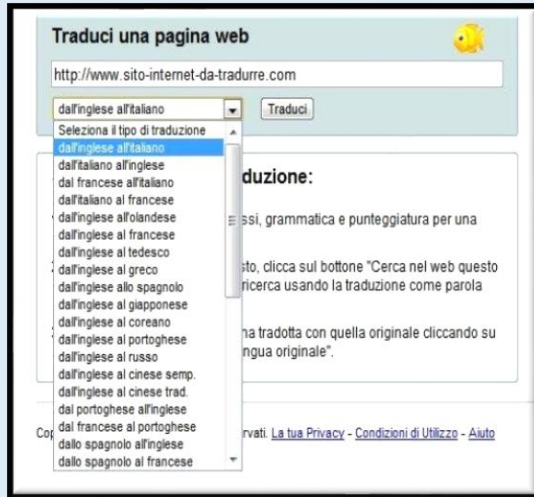 Traduci una pagina web
http://www.sito-internet-da-tradurre.com
dall'inglese all'italiano Traduci
Seleziona il tipo di traduzione
dall'inglese all'italiano
dall'italiano all'inglese
duzione:
dal francese all'italiano
dall'italiano al francese
dall'inglese all'olandese
ssi, grammatica e punteggiatura per una
dall'inglese al francese
dall'inglese al tedesco
dall'inglese al greco
sto, clicca sul bottone "Cerca nel web questo
dall'inglese allo spagnolo
ricerca usando la traduzione come parola
dall'inglese al giapponese
dall'inglese al coreano
dall'inglese al portoghese
na tradotta con quella originale cliccando su
dall'inglese al russo
ngua originale".
dall'inglese al cinese semp.
dall'inglese al cinese trad.
dal portoghese all'inglese
dal francese al portoghese
Cop rvati. La tua Privacy - Condizioni di Utilizzo - Aiuto
dallo spagnolo all'inglese
dallo spagnolo al francese